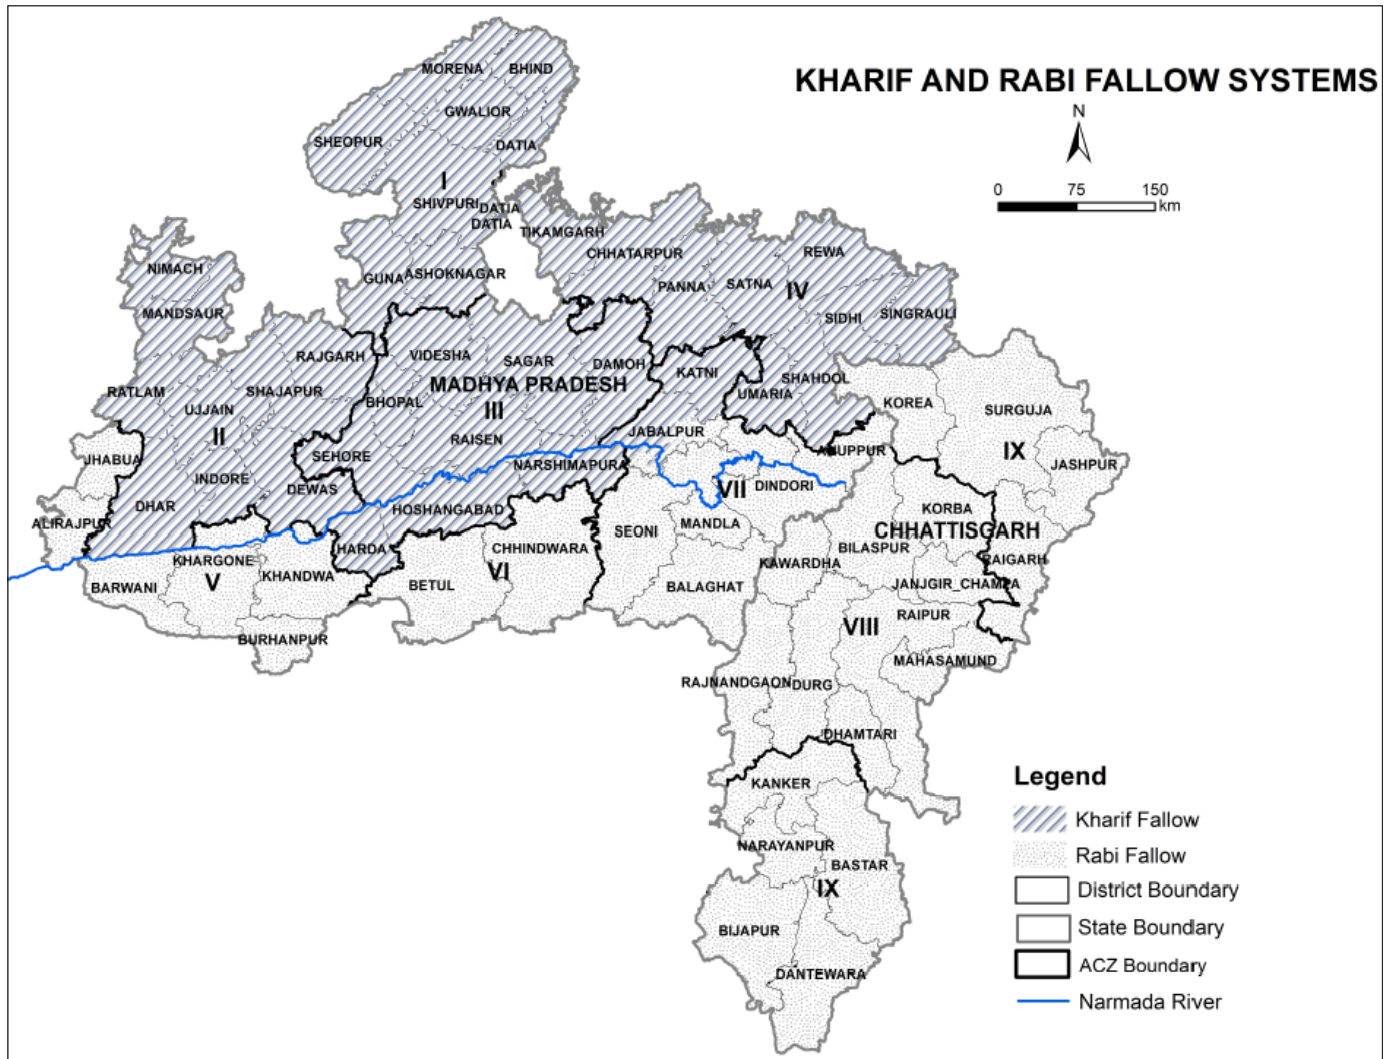 KHARIF AND RABI FALLOW SYSTEMS
N
0 75 150
km
MORENA
BHIND
GWALIOR
SHEOPUR
DATIA
I
SHIVPURI
DATIA
DATIA
TIKAMGARH
CHHATARPUR
REWA
NIMACH
GUNA
ASHOKNAGAR
PANNA
SATNA
IV
MANDSAUR
SIDHI
SINGRAULI
RAJGARH
VIDESHA
SAGAR
DAMOH
KATNI
SHAHDOL
RATLAM
SHAJAPUR
MADHYA PRADESH
UMARIA
KOREA
SURGUJA
UJJAIN
BHOPAL
III
II
JABALPUR
JHABUA
SEHORE
RAISEN
ANUPPUR
IX
JASHPUR
INDORE
DEWAS
NARSHIMAPURA
VII
DINDORI
DHAR
HOSHANGABAD
KORBA
ALIRAJPUR
SEONI
MANDLA
CHHATTISGARH
HARDA
CHHINDWARA
BILASPUR
KHARGONE
KHANDWA
VI
KAWARDHA
RAIGARH
BARWANI
V
BETUL
BALAGHAT
JANJGIR_CHAMPA
RAIPUR
VIII
BURHANPUR
MAHASAMUND
RAJNANDGAON
DURG
DHAMTARI
KANKER
NARAYANPUR
BASTAR
IX
BIJAPUR
DANTEWARA
Legend
Kharif Fallow
Rabi Fallow
District Boundary
State Boundary
ACZ Boundary
Narmada River